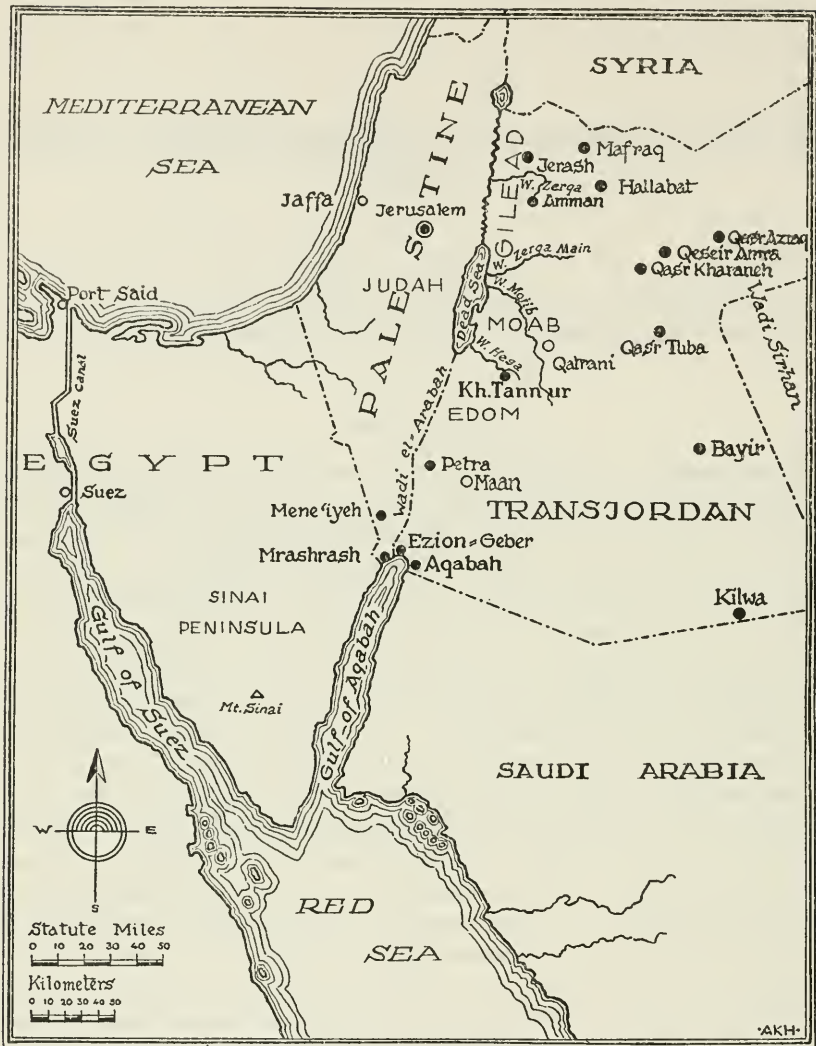 SYRIA
MEDITERRANEAN
SEA
PALESTINE
GILEAD
Mafraq
Jerash
W. Zerqa
Hallabat
Amman
Jaffa
Jerusalem
Qasr Azraq
Qeseir Amra
Qasr Kharaneh
W. Zerqa Main
JUDAH
Dead Sea
W. Mojib
MOAB
Port Said
Wadi Sirhan
Qasr Tuba
Qatrani
W. Hesa
Kh. Tannur
EDOM
Suez Canal
Wadi el-Arabah
Bayir
EGYPT
Petra
Maan
Suez
TRANSJORDAN
Mene'iyeh
Ezion=Geber
Mrashrash
Aqabah
Kilwa
SINAI
PENINSULA
Gulf of Suez
Gulf of Aqabah
Mt. Sinai
SAUDI ARABIA
W E
S
RED
SEA
Statute Miles
0 10 20 30 40 50
Kilometers
0 10 20 30 40 50
·AKH·